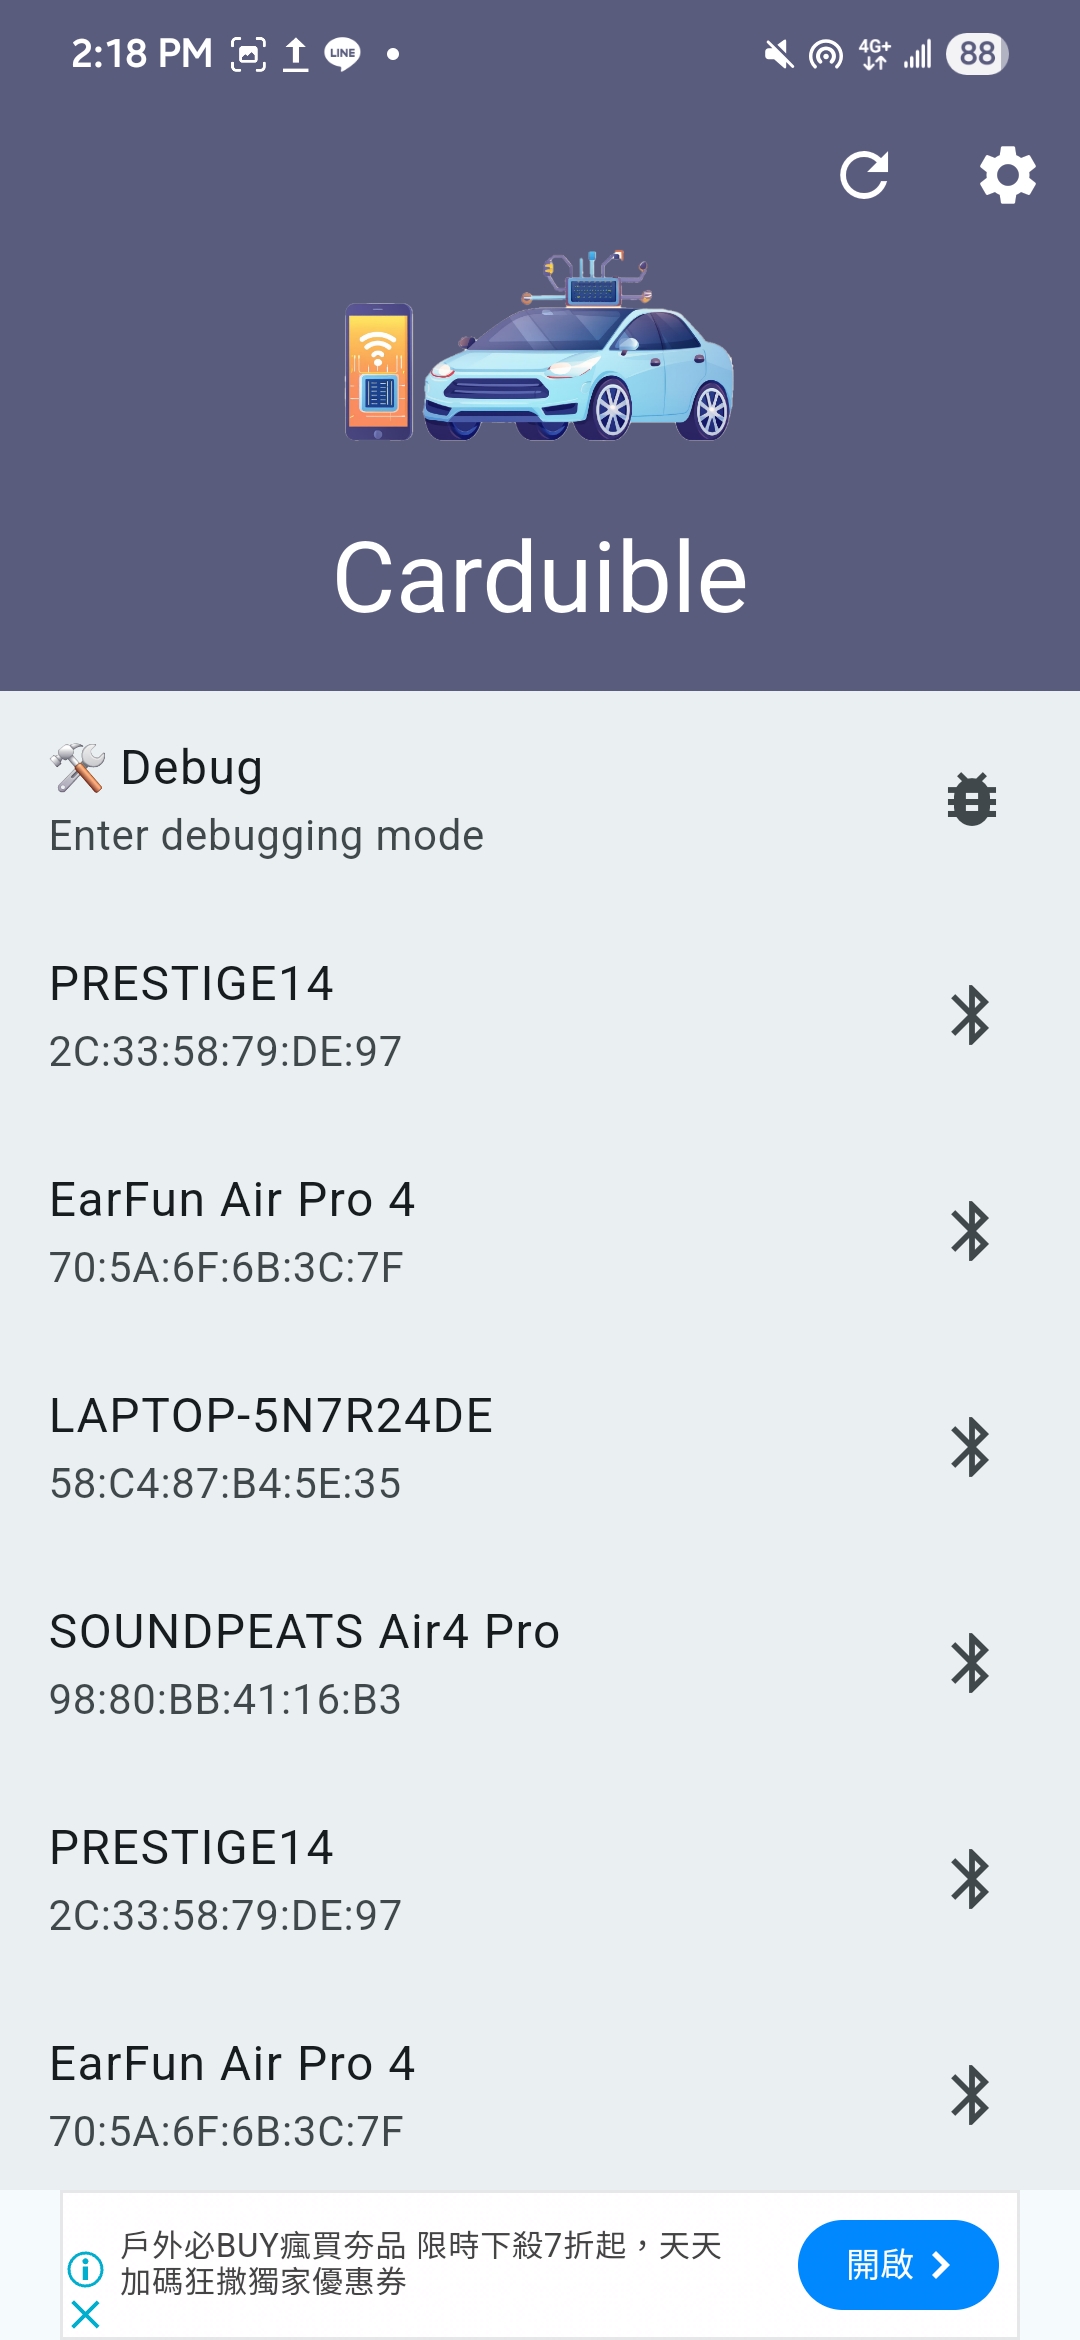 2:18 PM
LINE
4G+
88
Carduible
Debug
Enter debugging mode
PRESTIGE14
2C:33:58:79:DE:97
EarFun Air Pro 4
70:5A:6F:6B:3C:7F
LAPTOP-5N7R24DE
58:C4:87:B4:5E:35
SOUNDPEATS Air4 Pro
98:80:BB:41:16:B3
PRESTIGE14
2C:33:58:79:DE:97
EarFun Air Pro 4
70:5A:6F:6B:3C:7F
戶外必BUY瘋買夯品 限時下殺7折起，天天
加碼狂撒獨家優惠券
開啟